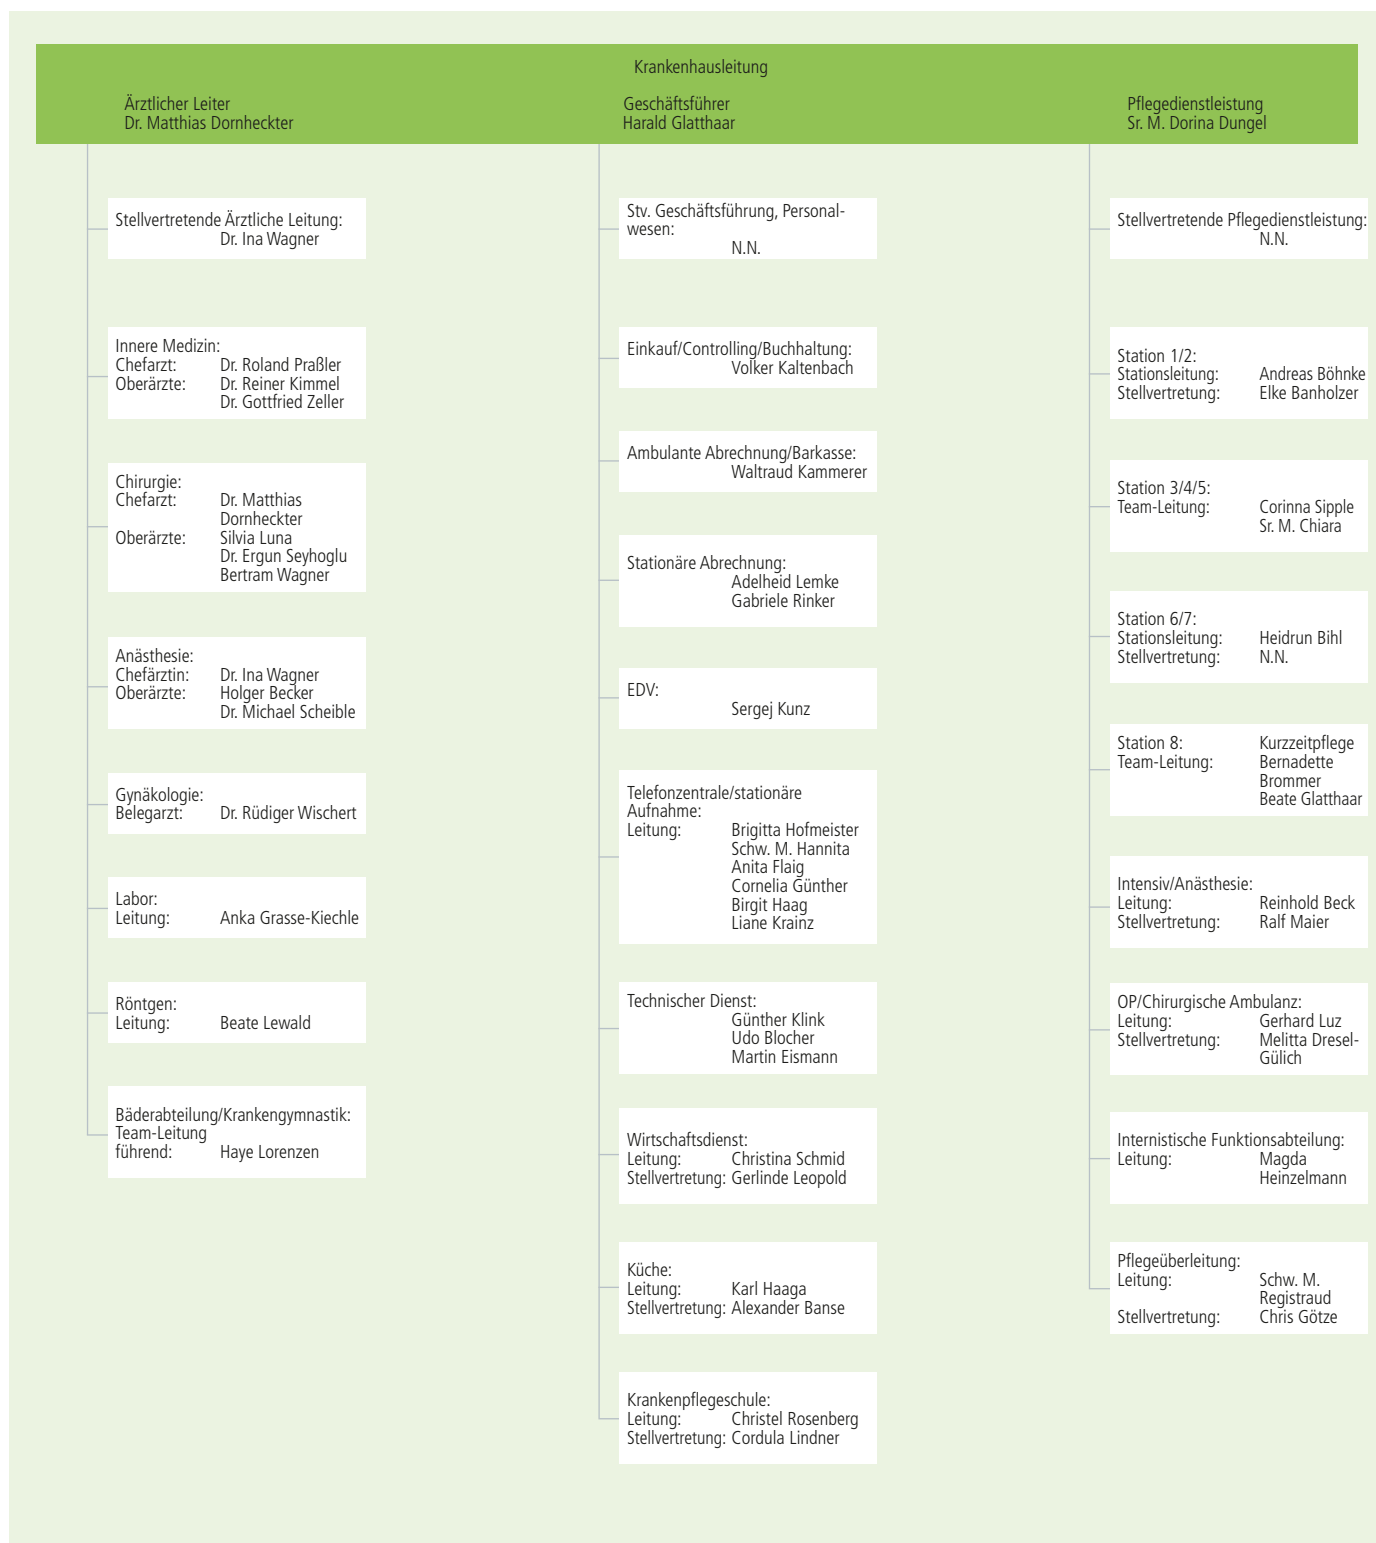 Krankenhausleitung
Ärztlicher Leiter
Dr. Matthias Dornheckter
Geschäftsführer
Harald Glatthaar
Pflegedienstleistung
Sr. M. Dorina Dungel
Stellvertretende Ärztliche Leitung:
Dr. Ina Wagner
Innere Medizin:
Chefarzt: Dr. Roland Praßler
Oberärzte: Dr. Reiner Kimmel
Dr. Gottfried Zeller
Chirurgie:
Chefarzt: Dr. Matthias
Dornheckter
Oberärzte: Silvia Luna
Dr. Ergun Seyhoglu
Bertram Wagner
Anästhesie:
Chefärztin: Dr. Ina Wagner
Oberärzte: Holger Becker
Dr. Michael Scheible
Gynäkologie:
Belegarzt: Dr. Rüdiger Wischert
Labor:
Leitung: Anka Grasse-Kiechle
Röntgen:
Leitung: Beate Lewald
Bäderabteilung/Krankengymnastik:
Team-Leitung
führend: Haye Lorenzen
Stv. Geschäftsführung, Personal-
wesen:
N.N.
Einkauf/Controlling/Buchhaltung:
Volker Kaltenbach
Ambulante Abrechnung/Barkasse:
Waltraud Kammerer
Stationäre Abrechnung:
Adelheid Lemke
Gabriele Rinker
EDV:
Sergej Kunz
Telefonzentrale/stationäre
Aufnahme:
Leitung: Brigitta Hofmeister
Schw. M. Hannita
Anita Flaig
Cornelia Günther
Birgit Haag
Liane Krainz
Technischer Dienst:
Günther Klink
Udo Blocher
Martin Eismann
Wirtschaftsdienst:
Leitung: Christina Schmid
Stellvertretung: Gerlinde Leopold
Küche:
Leitung: Karl Haaga
Stellvertretung: Alexander Banse
Krankenpflegeschule:
Leitung: Christel Rosenberg
Stellvertretung: Cordula Lindner
Stellvertretende Pflegedienstleistung:
N.N.
Station 1/2:
Stationsleitung: Andreas Böhnke
Stellvertretung: Elke Banholzer
Station 3/4/5:
Team-Leitung: Corinna Sipple
Sr. M. Chiara
Station 6/7:
Stationsleitung: Heidrun Bihl
Stellvertretung: N.N.
Station 8: Kurzzeitpflege
Team-Leitung: Bernadette
Brommer
Beate Glatthaar
Intensiv/Anästhesie:
Leitung: Reinhold Beck
Stellvertretung: Ralf Maier
OP/Chirurgische Ambulanz:
Leitung: Gerhard Luz
Stellvertretung: Melitta Dresel-
Gülich
Internistische Funktionsabteilung:
Leitung: Magda
Heinzelmann
Pflegeüberleitung:
Leitung: Schw. M.
Registraud
Stellvertretung: Chris Götze